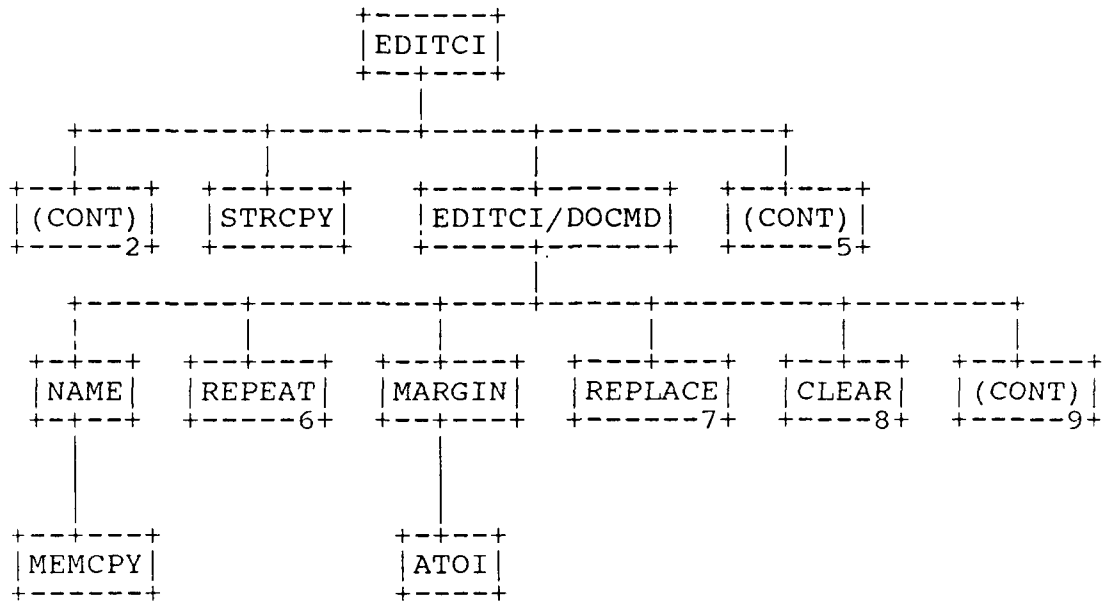 EDITCI
(CONT) STRCPY EDITCI/DOCMD (CONT)
2 5
NAME REPEAT MARGIN REPLACE CLEAR (CONT)
6 7 8 9
MEMCPY ATOI